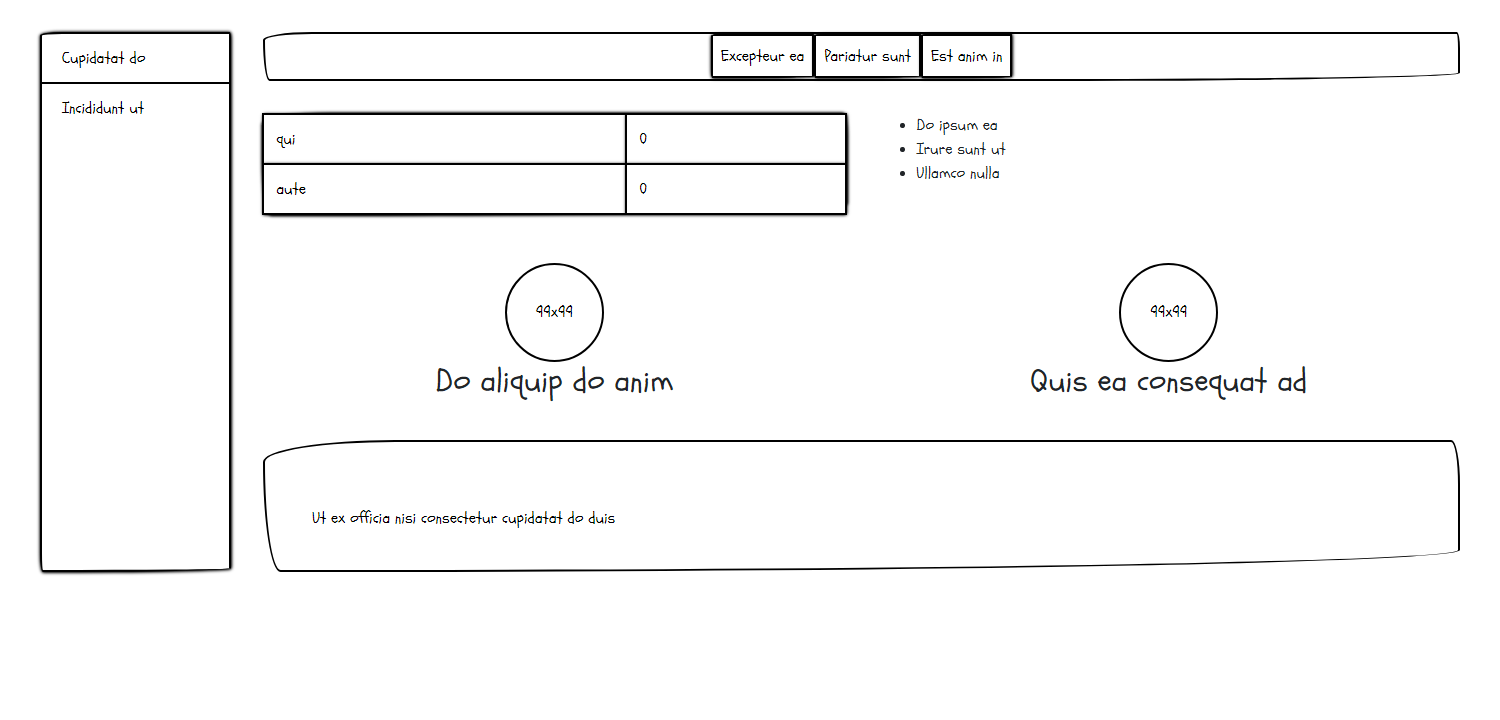 Cupidatat do
Incididunt ut
Excepteur ea
Pariatur sunt
Est anim in
qui 0
aute 0
Do ipsum ea
Irure sunt ut
Ullamco nulla
99x99
Do aliquip do anim
99x99
Quis ea consequat ad
Ut ex officia nisi consectetur cupidatat do duis